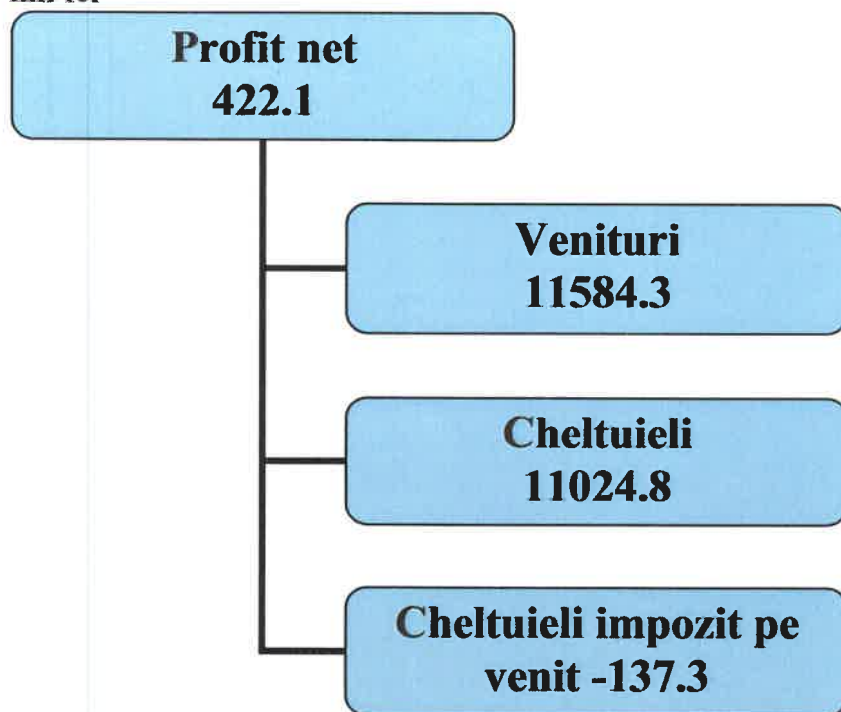 Profit net
422.1
Venituri
11584.3
Cheltuieli
11024.8
Cheltuieli impozit pe
venit -137.3